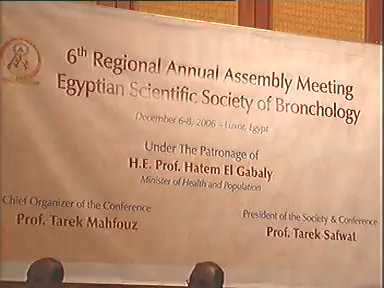 6th Regional Annual Assembly Meeting
Egyptian Scientific Society of Bronchology
December 6-8, 2006 – Luxor, Egypt
Under The Patronage of
H.E. Prof. Hatem El Gabaly
Minister of Health and Population
Chief Organizer of the Conference
Prof. Tarek Mahfouz
President of the Society & Conference
Prof. Tarek Safwat